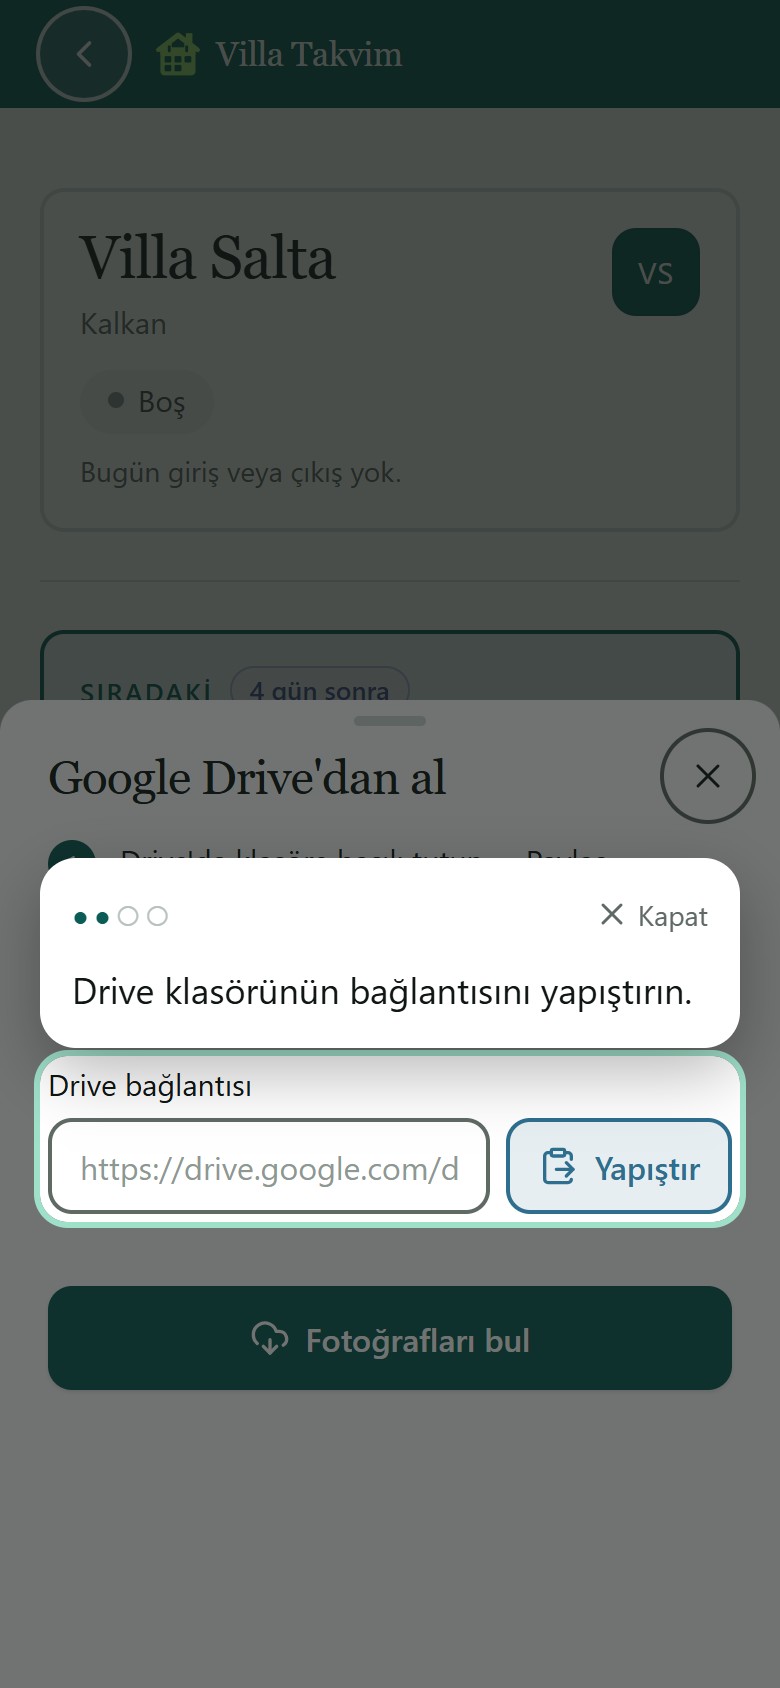 Villa Takvim
Villa Salta
VS
Kalkan
Boş
Bugün giriş veya çıkış yok.
SIRADAKİ
4 gün sonra
Google Drive'dan al
Kapat
Drive klasörünün bağlantısını yapıştırın.
Drive bağlantısı
https://drive.google.com/d
Yapıştır
Fotoğrafları bul